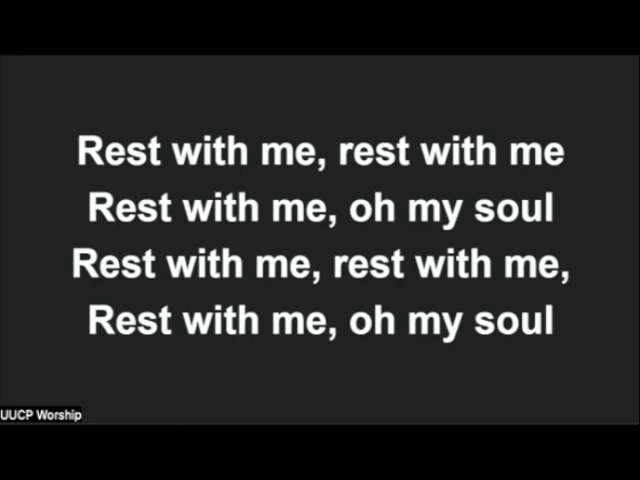 Rest with me, rest with me
Rest with me, oh my soul
Rest with me, rest with me,
Rest with me, oh my soul
UUCP Worship